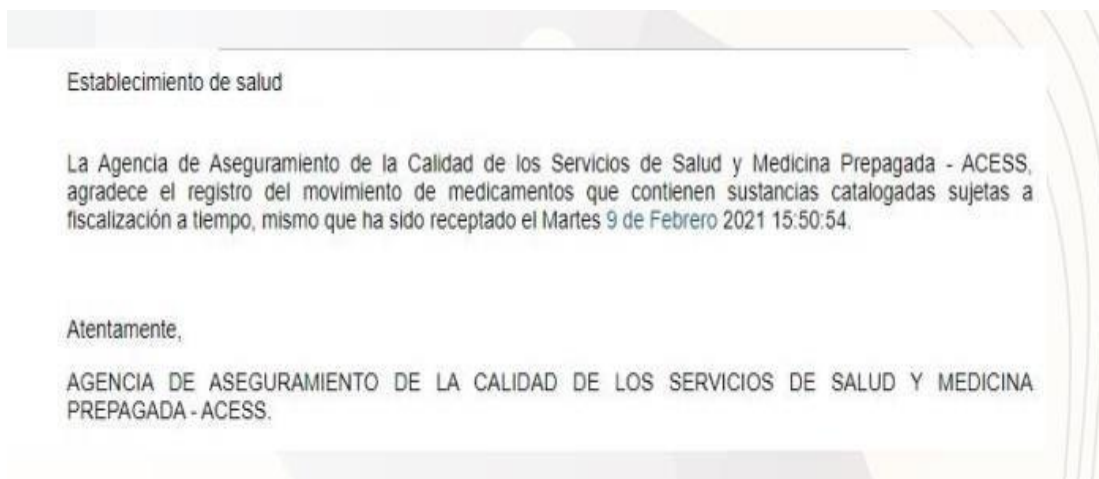 Establecimiento de salud
La Agencia de Aseguramiento de la Calidad de los Servicios de Salud y Medicina Prepagada - ACESS,
agradece el registro del movimiento de medicamentos que contienen sustancias catalogadas sujetas a
fiscalización a tiempo, mismo que ha sido receptado el Martes 9 de Febrero 2021 15:50:54.
Atentamente,
AGENCIA DE ASEGURAMIENTO DE LA CALIDAD DE LOS SERVICIOS DE SALUD Y MEDICINA
PREPAGADA - ACESS.